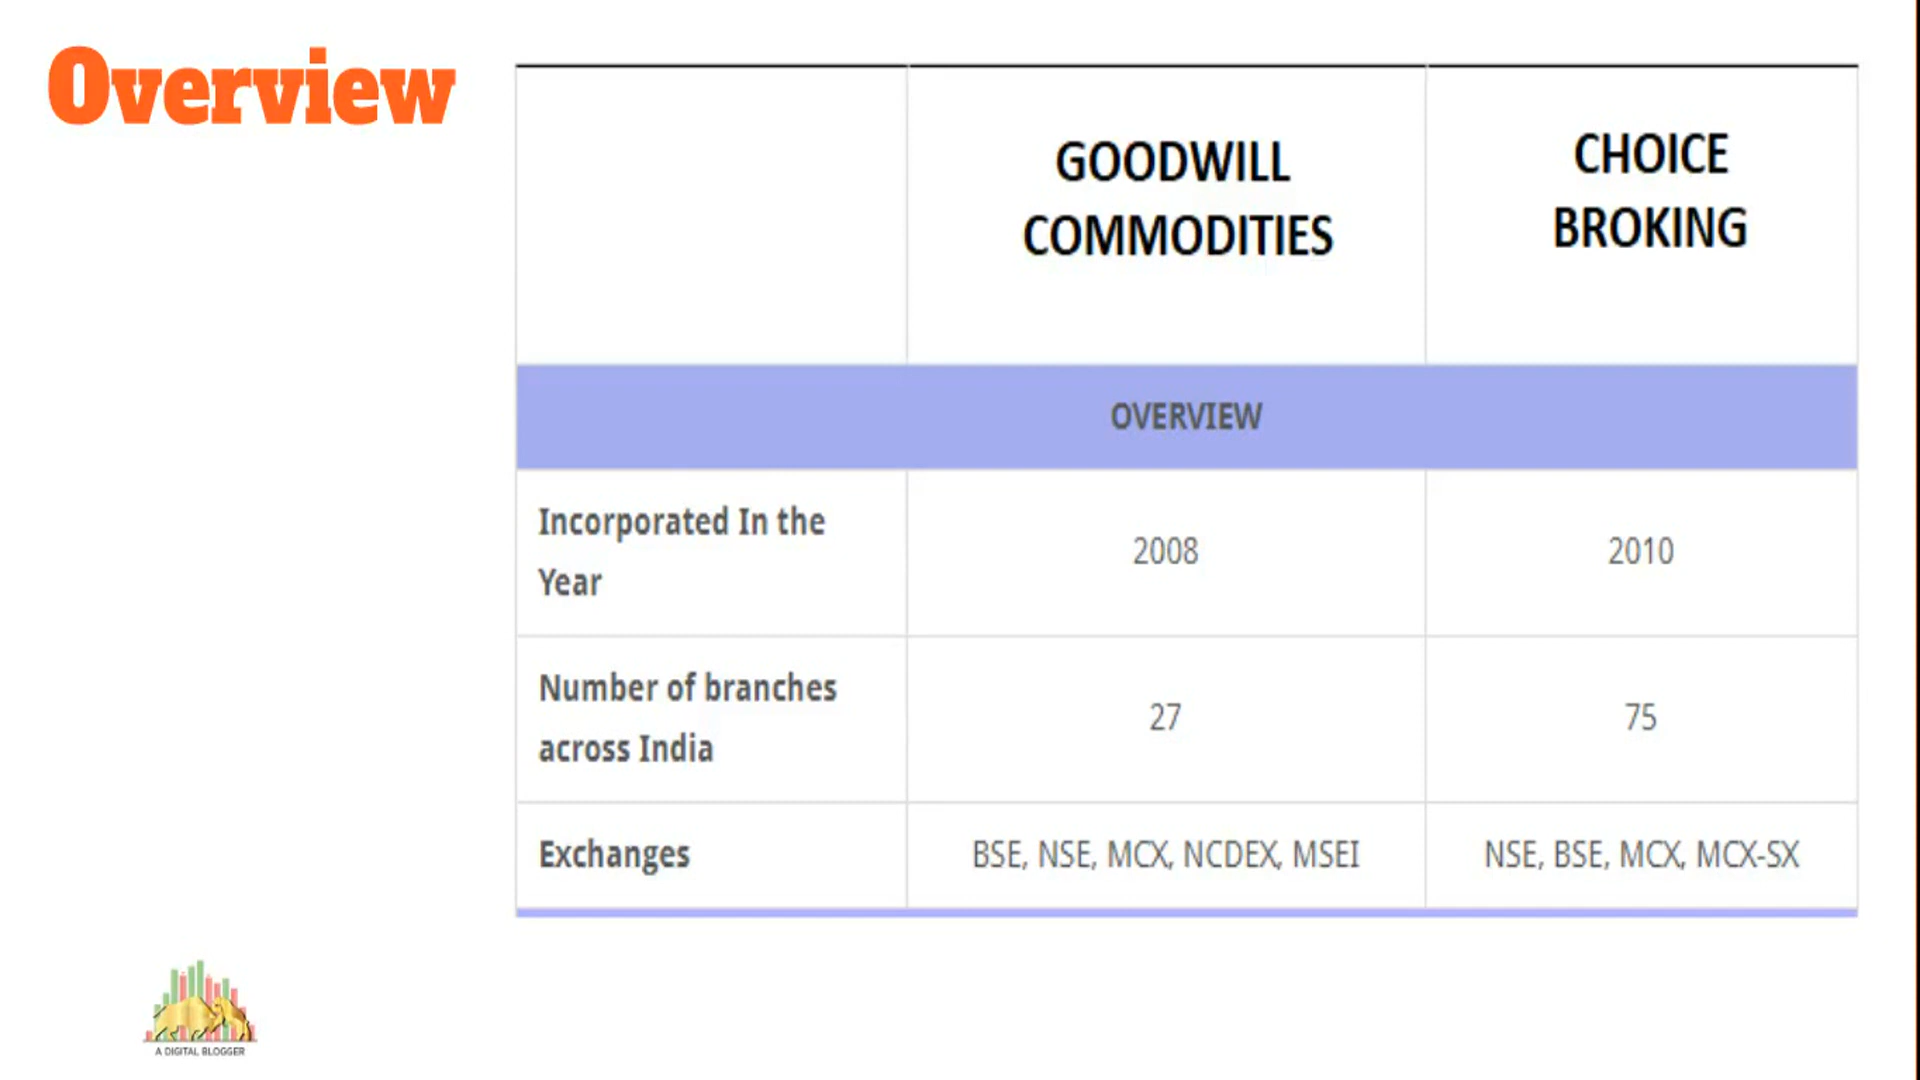 Overview
GOODWILL
COMMODITIES
CHOICE
BROKING
OVERVIEW
Incorporated In the
Year
2008
2010
Number of branches
across India
27
75
Exchanges
BSE, NSE, MCX, NCDEX, MSEI
NSE, BSE, MCX, MCX-SX
A DIGITAL BLOGGER